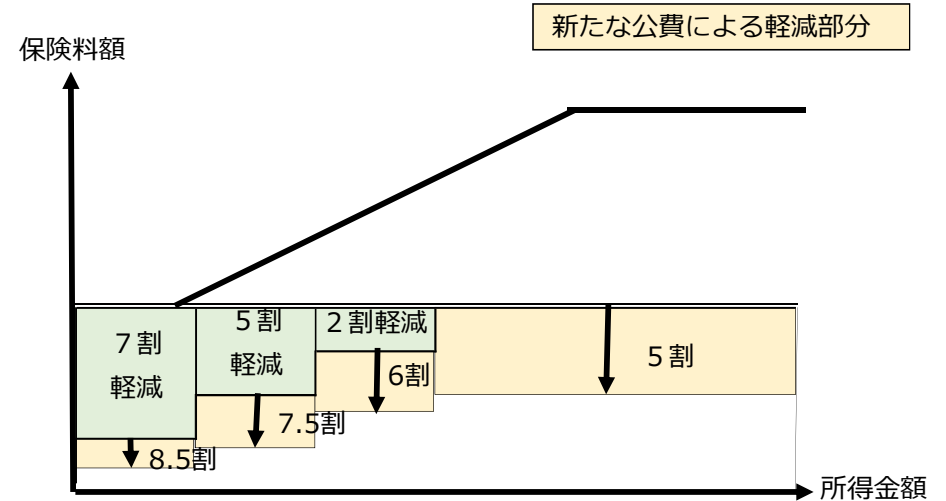 新たな公費による軽減部分
保険料額
7割
軽減
5割
軽減
2割軽減
6割
5割
7.5割
8.5割
所得金額